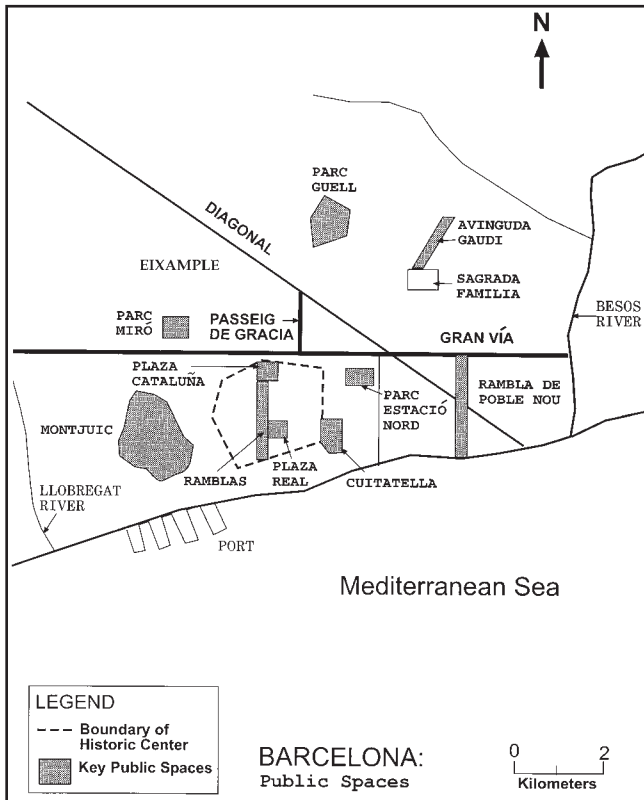 N
PARC
GUELL
AVINGUDA
GAUDI
DIAGONAL
EIXAMPLE
SAGRADA
FAMILIA
PARC
MIRÓ
PASSEIG
DE GRACIA
BESOS
RIVER
GRAN VÍA
PLAZA
CATALUÑA
PARC
ESTACIÓ
NORD
RAMBLA DE
POBLE NOU
MONTJUIC
RAMBLAS
PLAZA
REAL
CUITATELLA
LLOBREGAT
RIVER
PORT
Mediterranean Sea
LEGEND
Boundary of
Historic Center
Key Public Spaces
BARCELONA:
Public Spaces
0 2
Kilometers